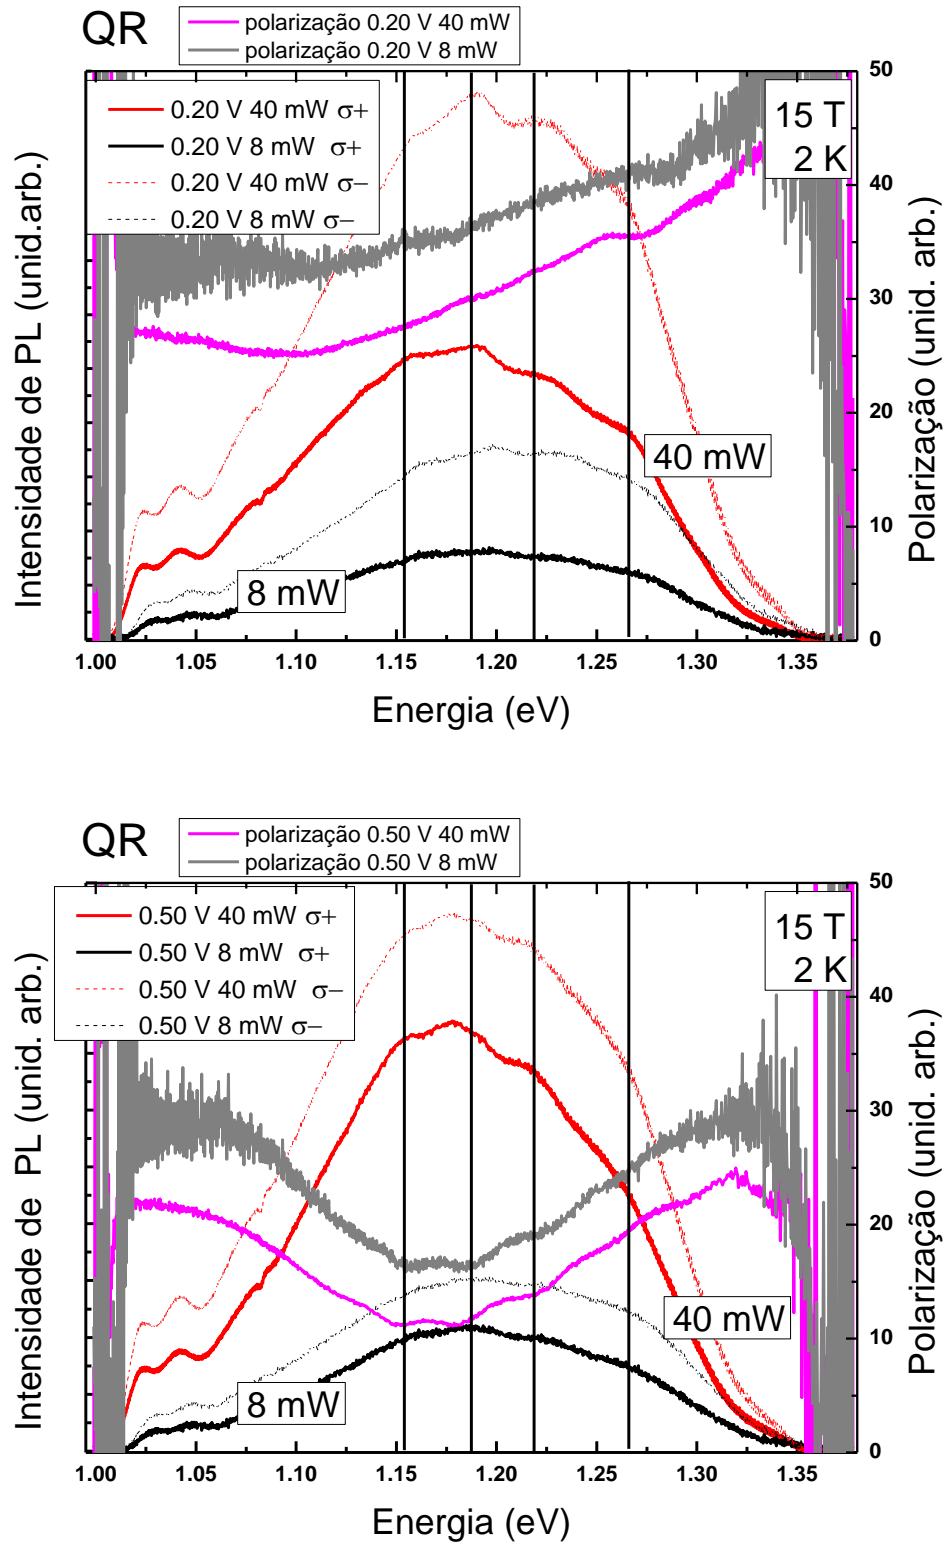 QR
polarização 0.20 V 40 mW
polarização 0.20 V 8 mW
0.20 V 40 mW σ+
0.20 V 8 mW σ+
0.20 V 40 mW σ−
0.20 V 8 mW σ−
15 T
2 K
40 mW
8 mW
50
40
30
20
10
0
1.00 1.05 1.10 1.15 1.20 1.25 1.30 1.35
Energia (eV)
Intensidade de PL (unid.arb.)
Polarização (unid. arb.)
QR
polarização 0.50 V 40 mW
polarização 0.50 V 8 mW
0.50 V 40 mW σ+
0.50 V 8 mW σ+
0.50 V 40 mW σ−
0.50 V 8 mW σ−
15 T
2 K
40 mW
8 mW
50
40
30
20
10
0
1.00 1.05 1.10 1.15 1.20 1.25 1.30 1.35
Energia (eV)
Intensidade de PL (unid. arb.)
Polarização (unid. arb.)